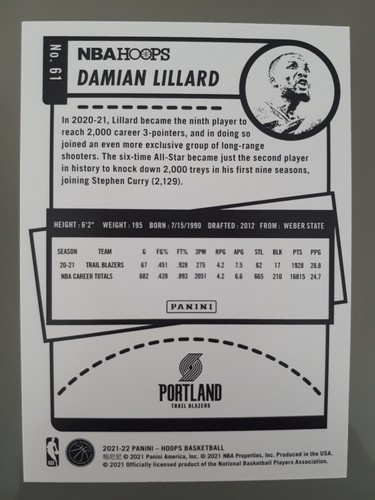 No. 61
NBA HOOPS
DAMIAN LILLARD
In 2020-21, Lillard became the ninth player to
reach 2,000 career 3-pointers, and in doing so
joined an even more exclusive group of long-range
shooters. The six-time All-Star became just the second player
in history to knock down 2,000 treys in his first nine seasons,
joining Stephen Curry (2,129).
HEIGHT: 6'2" WEIGHT: 195 BORN: 7/15/1990 DRAFTED: 2012 FROM: WEBER STATE
SEASON TEAM G FG% FT% 3PM RPG APG STL BLK PTS PPG
20-21 TRAIL BLAZERS 67 .451 .928 275 4.2 7.5 62 17 1928 28.8
NBA CAREER TOTALS 682 .439 .893 2051 4.2 6.6 665 210 16815 24.7
PANINI
PORTLAND
TRAIL BLAZERS
2021-22 PANINI – HOOPS BASKETBALL
帕尼尼 © 2021 Panini America, Inc. © 2021 NBA Properties, Inc. Produced in the USA.
© 2021 Officially licensed product of the National Basketball Players Association.
NBA